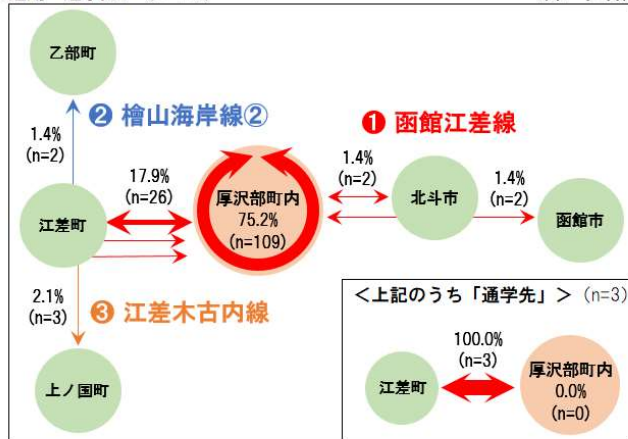 乙部町
❷ 檜山海岸線②
❶ 函館江差線
1.4%
(n=2)
17.9%
(n=26)
1.4%
(n=2)
1.4%
(n=2)
江差町
厚沢部町内
75.2%
(n=109)
北斗市
函館市
2.1%
(n=3)
❸ 江差木古内線
上ノ国町
＜上記のうち「通学先」＞(n=3)
100.0%
(n=3)
江差町
厚沢部町内
0.0%
(n=0)